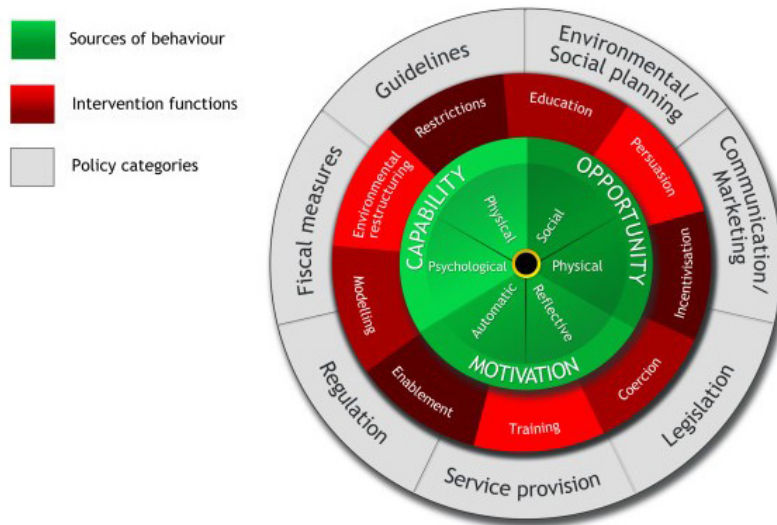 Sources of behaviour
Intervention functions
Policy categories
Guidelines
Environmental/
Social planning
Communication/
Marketing
Legislation
Service provision
Regulation
Fiscal measures
Restrictions
Education
Persuasion
Incentivisation
Coercion
Training
Enablement
Modelling
Environmental
restructuring
CAPABILITY
OPPORTUNITY
MOTIVATION
Physical
Social
Physical
Reflective
Automatic
Psychological